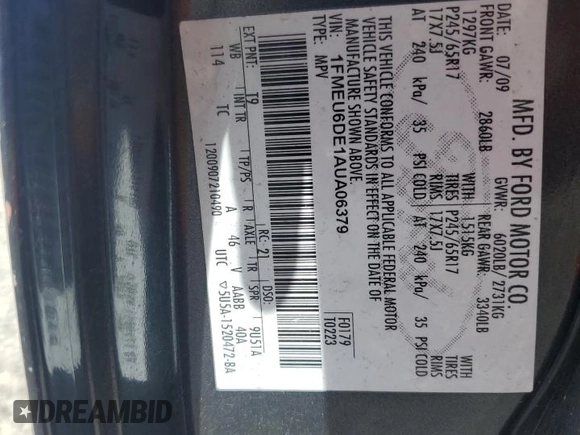 MFD. BY FORD MOTOR CO.
DATE: 07/09 GVWR: 6020LB/ 2731KG
FRONT GAWR: 2860LB REAR GAWR: 3340LB
1297KG WITH 1515KG WITH
P245/65R17 TIRES P245/65R17 TIRES
17X7.5J RIMS 17X7.5J RIMS
AT 240 kPa/ 35 PSI COLD AT 240 kPa/ 35 PSI COLD
THIS VEHICLE CONFORMS TO ALL APPLICABLE FEDERAL MOTOR
VEHICLE SAFETY STANDARDS IN EFFECT ON THE DATE OF
MANUFACTURE SHOWN ABOVE.
VIN: 1FMEU6DE1AUA06379
TYPE: MPV
F0179
T0223
EXT PNT: T9 RC: 21 DSO:
WB INT TR TP/PS R AXLE TR SPR 9U51A
114 TC A 46 V AABB 40A
1200907210490 UTC ▽5U5A-1520472-BA
DREAMBID